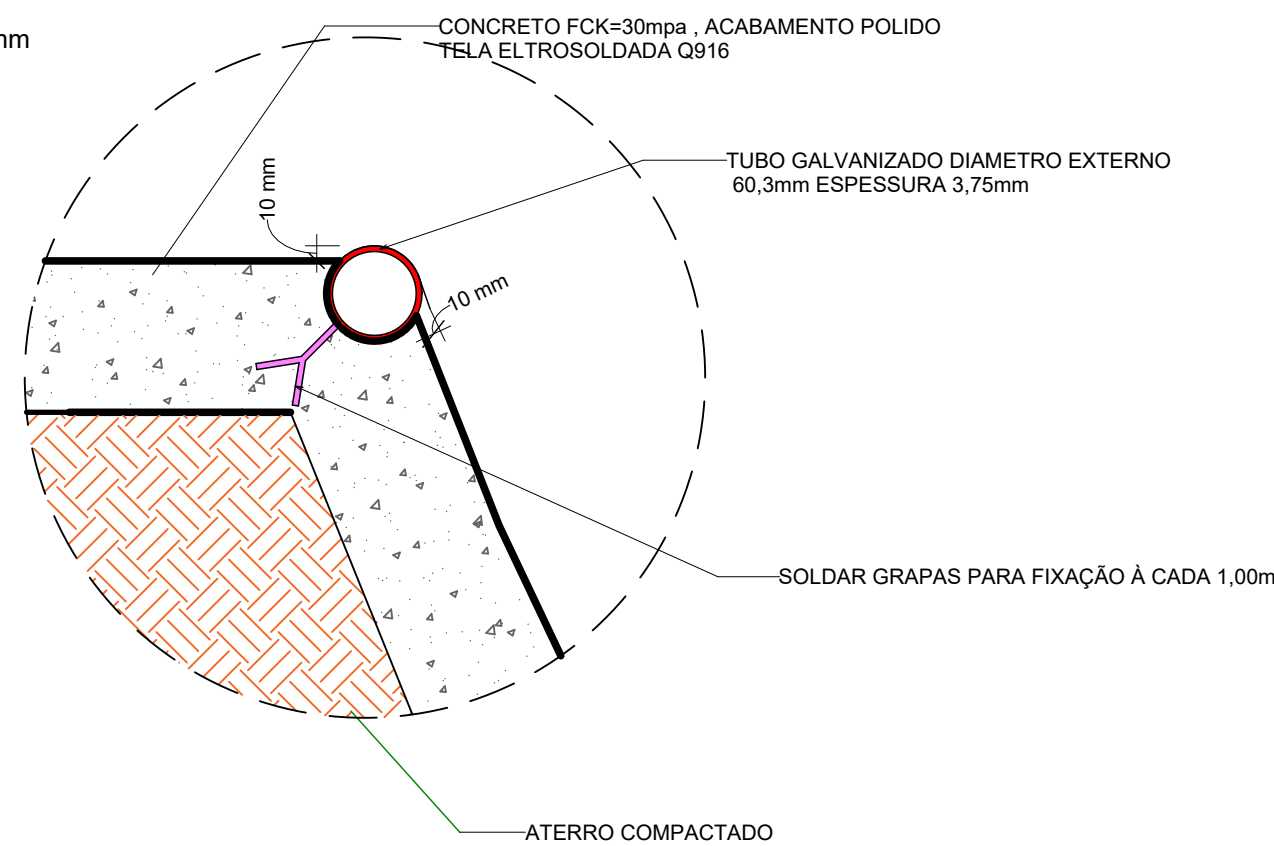 mm
CONCRETO FCK=30mpa , ACABAMENTO POLIDO
TELA ELTROSOLDADA Q916
TUBO GALVANIZADO DIAMETRO EXTERNO
60,3mm ESPESSURA 3,75mm
10 mm
10 mm
SOLDAR GRAPAS PARA FIXAÇÃO À CADA 1,00m
ATERRO COMPACTADO